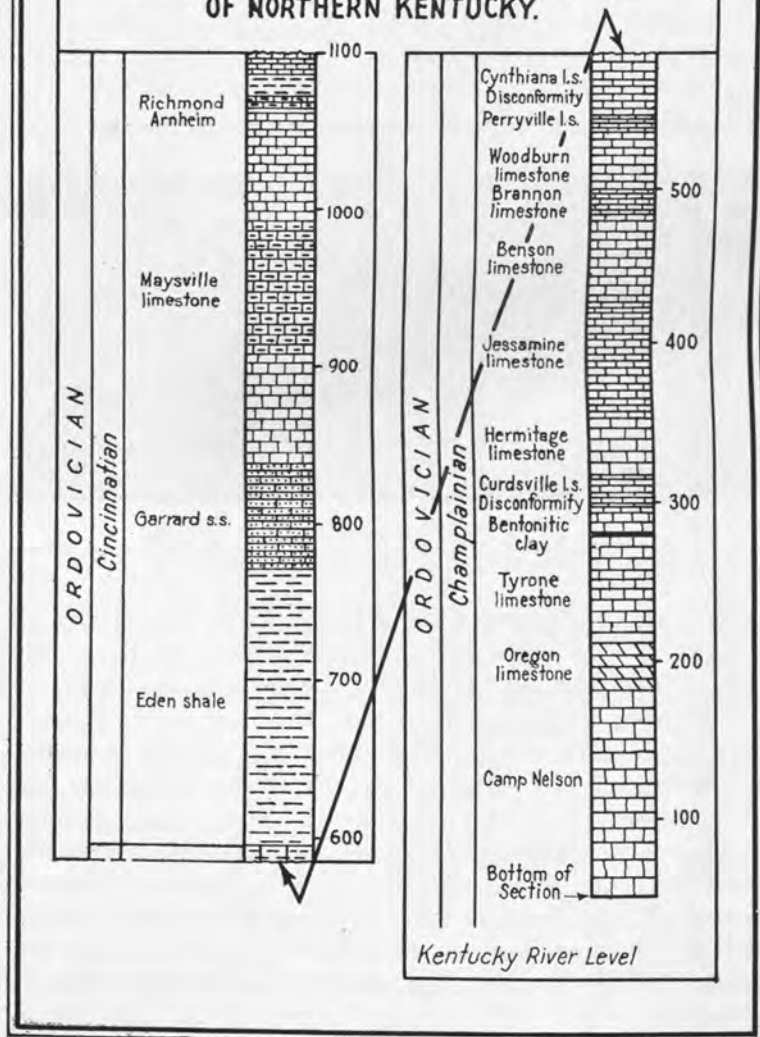 OF NORTHERN KENTUCKY.
ORDOVICIAN
Cincinnatian
Richmond
Arnheim
Maysville
limestone
Garrard s.s.
Eden shale
1100
1000
900
800
700
600
ORDOVICIAN
Champlainian
Cynthiana l.s.
Disconformity
Perryville l.s.
Woodburn
limestone
Brannon
limestone
Benson
limestone
Jessamine
limestone
Hermitage
limestone
Curdsville l.s.
Disconformity
Bentonitic
clay
Tyrone
limestone
Oregon
limestone
Camp Nelson
Bottom of
Section
500
400
300
200
100
Kentucky River Level